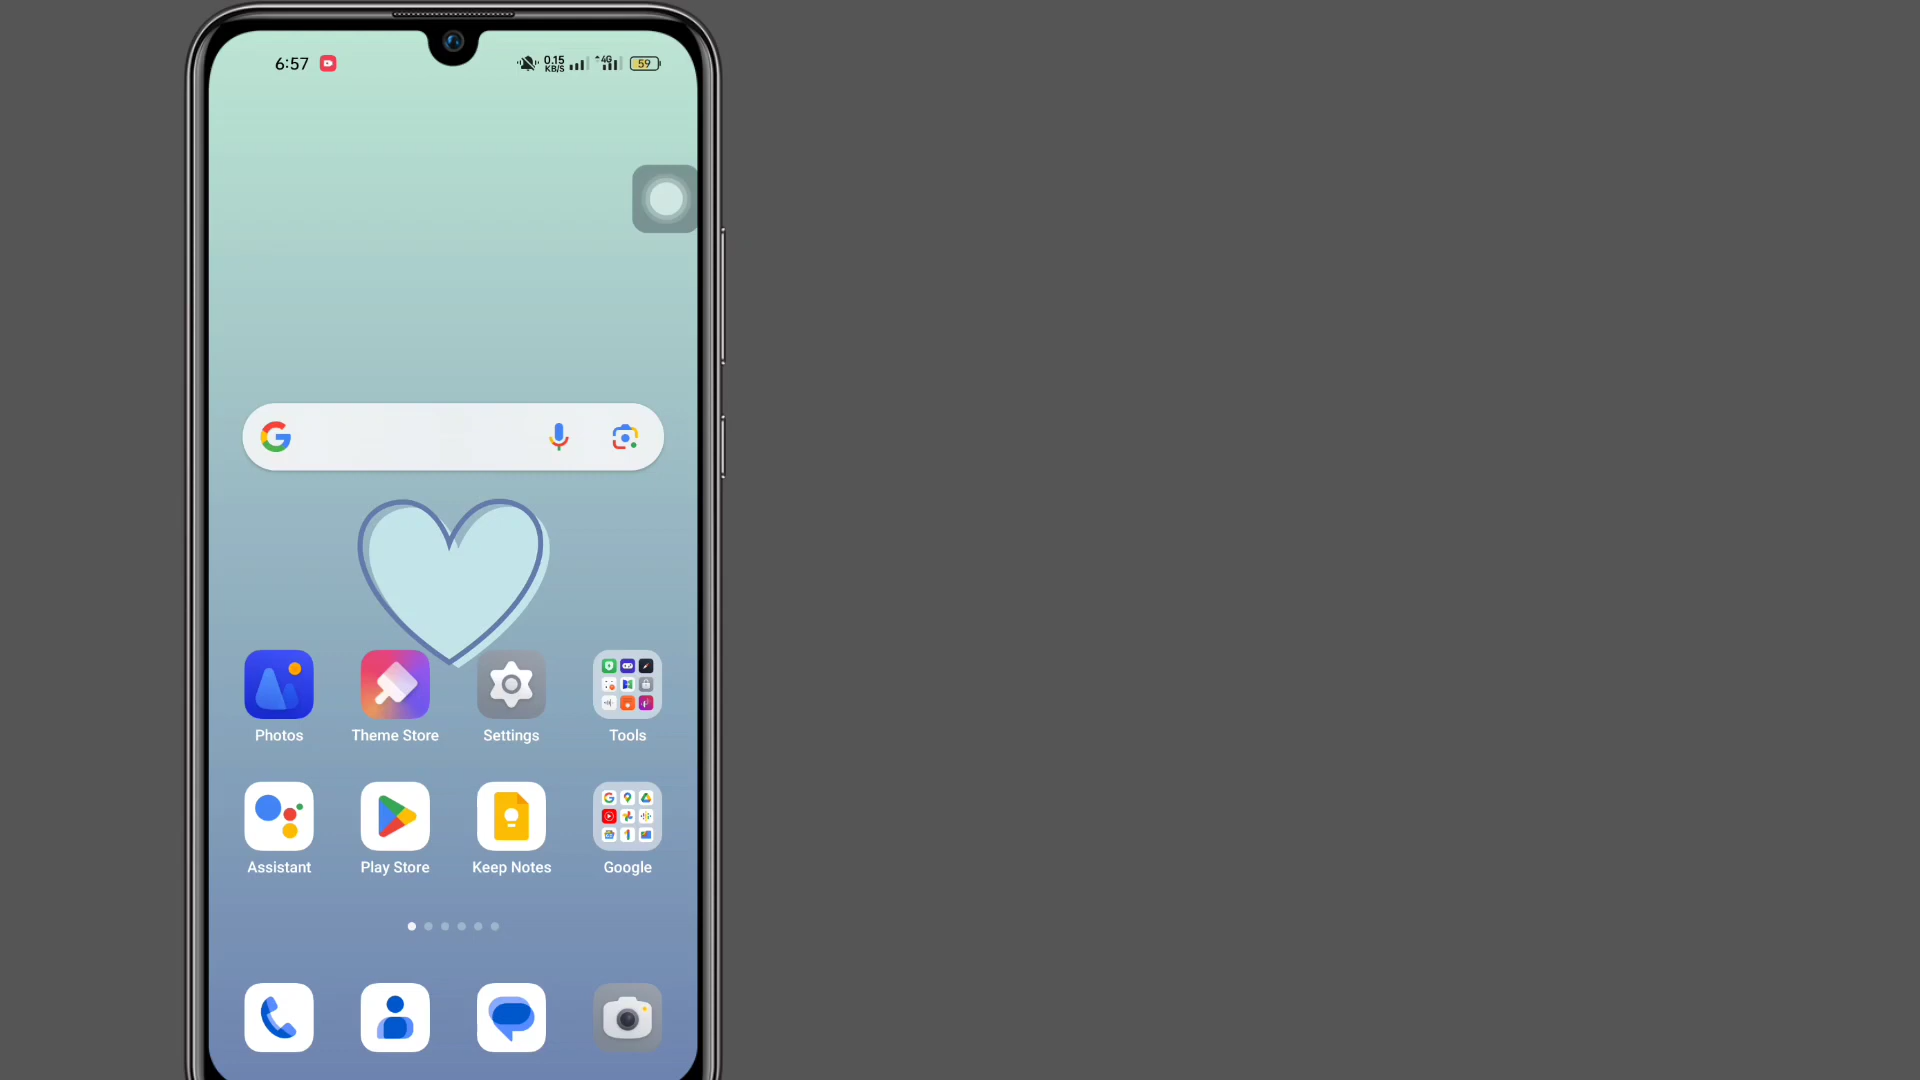 6:57
0.15
KB/S
4G
59
Photos
Theme Store
Settings
Tools
Assistant
Play Store
Keep Notes
Google